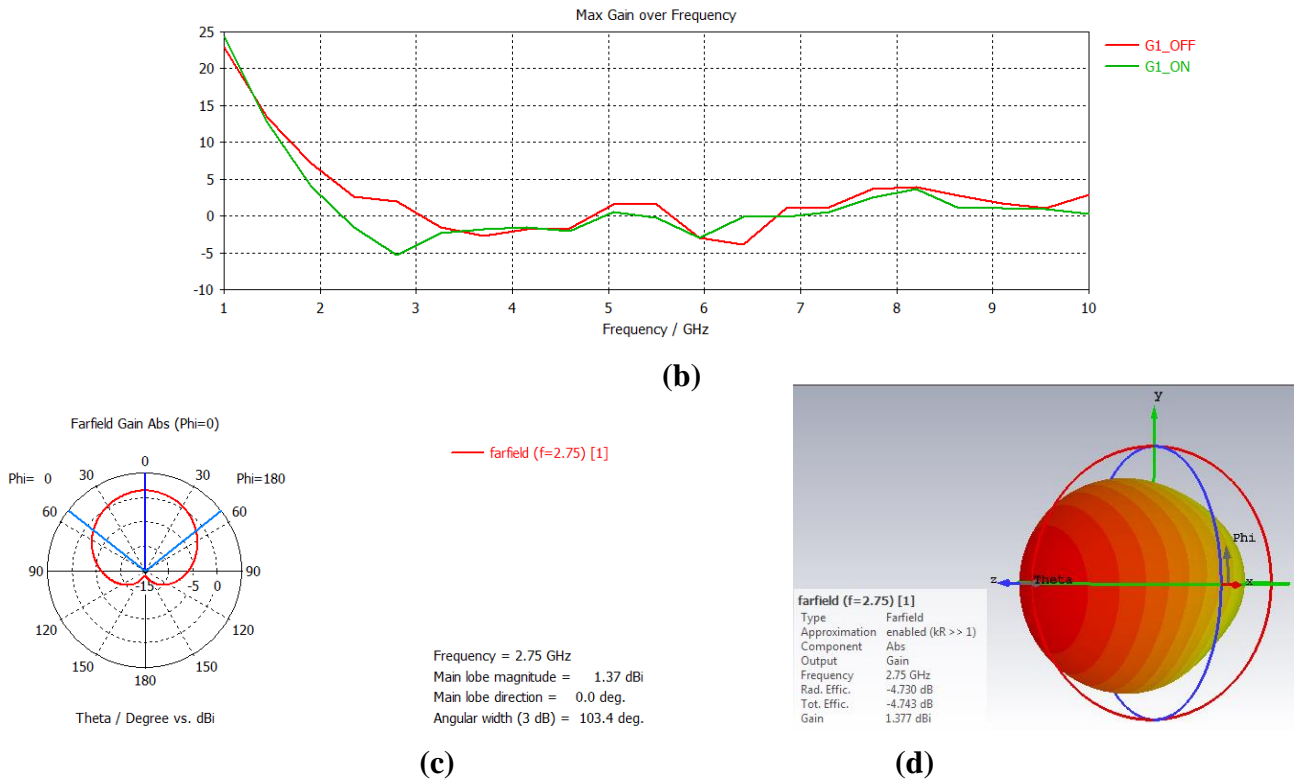 Max Gain over Frequency
25
20
15
10
5
0
-5
-10
1 2 3 4 5 6 7 8 9 10
Frequency / GHz
G1_OFF
G1_ON
(b)
Farfield Gain Abs (Phi=0)
0
30 30
Phi= 0 Phi=180
60 60
90 -15 -5 0 90
120 120
150 150
180
Theta / Degree vs. dBi
farfield (f=2.75) [1]
Frequency = 2.75 GHz
Main lobe magnitude = 1.37 dBi
Main lobe direction = 0.0 deg.
Angular width (3 dB) = 103.4 deg.
(c)
y
Phi
z Theta x
farfield (f=2.75) [1]
Type Farfield
Approximation enabled (kR >> 1)
Component Abs
Output Gain
Frequency 2.75 GHz
Rad. Effic. -4.730 dB
Tot. Effic. -4.743 dB
Gain 1.377 dBi
(d)